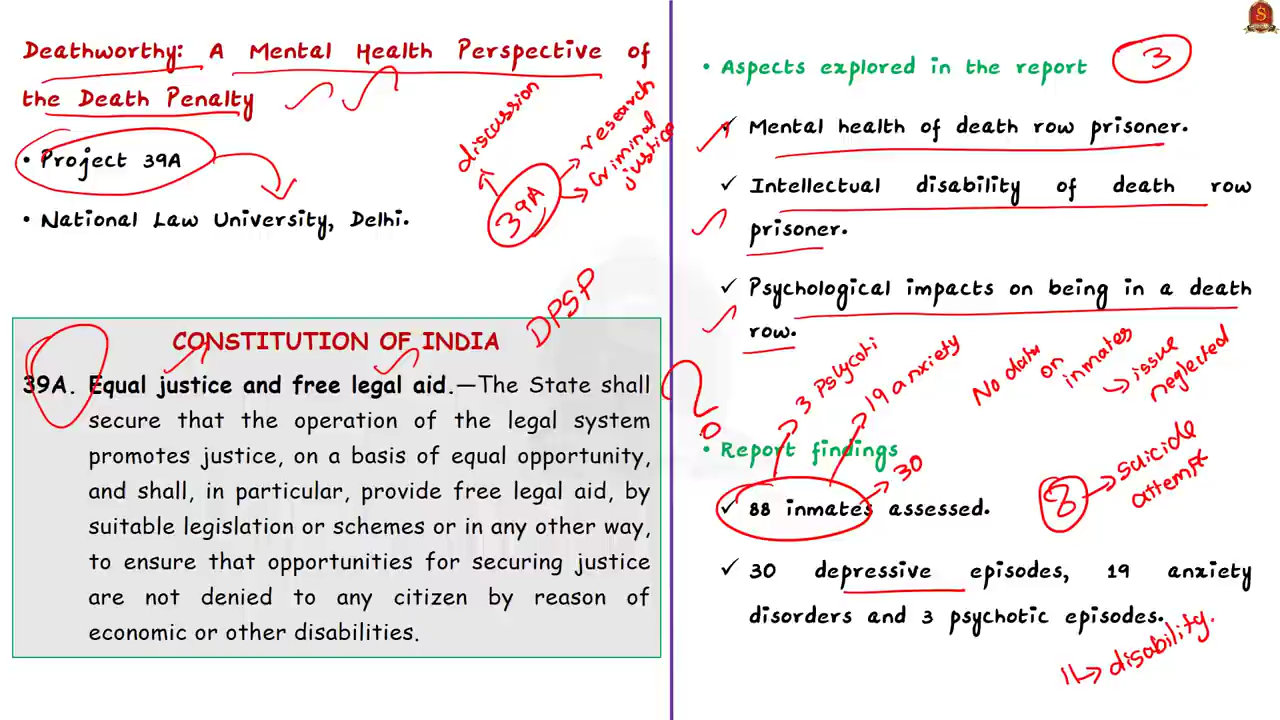 Deathworthy: A Mental Health Perspective of
the Death Penalty
• Project 39A
• National Law University, Delhi.
discussion
39A
research
criminal
justice
DPSP
CONSTITUTION OF INDIA
39A. Equal justice and free legal aid.—The State shall
secure that the operation of the legal system
promotes justice, on a basis of equal opportunity,
and shall, in particular, provide free legal aid, by
suitable legislation or schemes or in any other way,
to ensure that opportunities for securing justice
are not denied to any citizen by reason of
economic or other disabilities.
• Aspects explored in the report
3
✓ Mental health of death row prisoner.
✓ Intellectual disability of death row
prisoner.
✓ Psychological impacts on being in a death
row.
3 psycoti
19 anxiety
No data
on
inmates
issue
neglected
• Report findings
30
✓ 88 inmates assessed.
8
suicide
attempt
✓ 30 depressive episodes, 19 anxiety
disorders and 3 psychotic episodes.
11 disability.